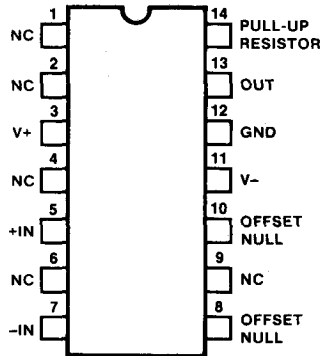 1
14
NC
PULL-UP
RESISTOR
2
13
NC
OUT
3
12
V+
GND
4
11
NC
V–
5
10
+IN
OFFSET
NULL
6
9
NC
NC
7
8
–IN
OFFSET
NULL